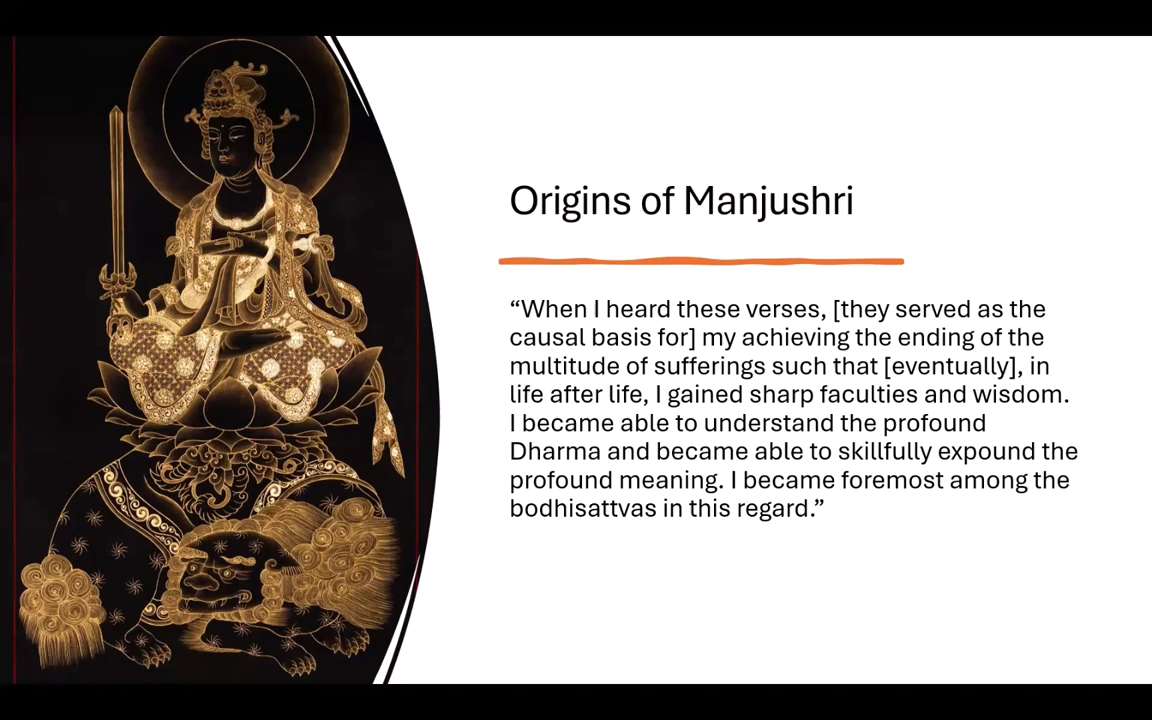 Origins of Manjushri
“When I heard these verses, [they served as the
causal basis for] my achieving the ending of the
multitude of sufferings such that [eventually], in
life after life, I gained sharp faculties and wisdom.
I became able to understand the profound
Dharma and became able to skillfully expound the
profound meaning. I became foremost among the
bodhisattvas in this regard.”